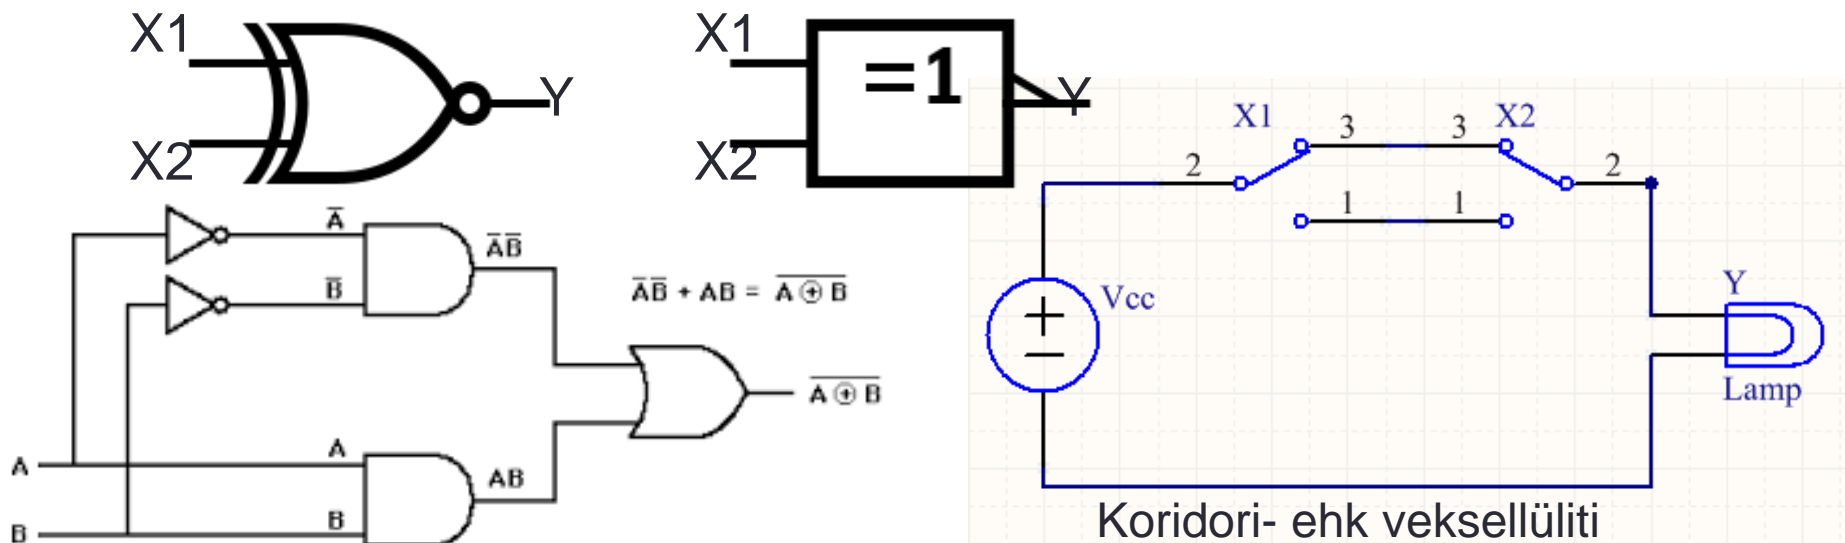 X1
X2
Y
X1
X2
=1
Y
A̅
B̅
A̅B̅
A̅B̅ + AB = A̅ ̅⊕̅ ̅B̅
A̅ ̅⊕̅ ̅B̅
A
A
AB
B
B
X1
3
3
X2
2
2
1
1
Vcc
+
−
Y
Lamp
Koridori- ehk veksellüliti